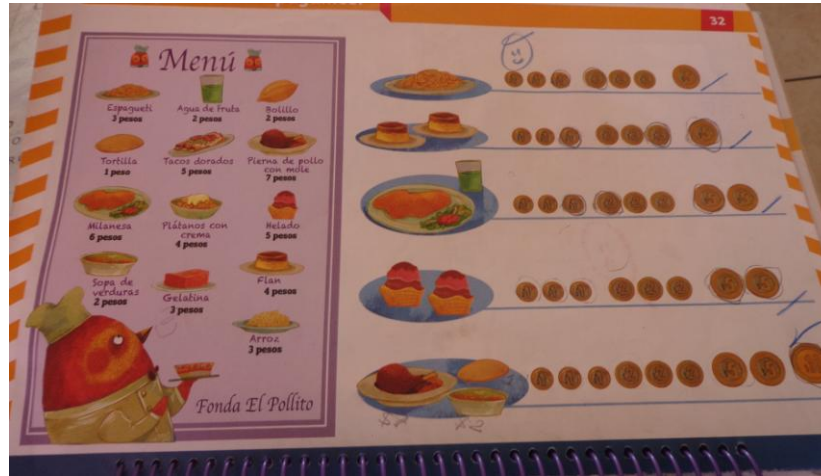 32
Menú
Espagueti
3 pesos
Agua de fruta
2 pesos
Bolillo
2 pesos
Tortilla
1 peso
Tacos dorados
5 pesos
Pierna de pollo
con mole
7 pesos
Milanesa
6 pesos
Plátanos con
crema
4 pesos
Helado
5 pesos
Sopa de
verduras
2 pesos
Gelatina
3 pesos
Flan
4 pesos
Arroz
3 pesos
Fonda El Pollito